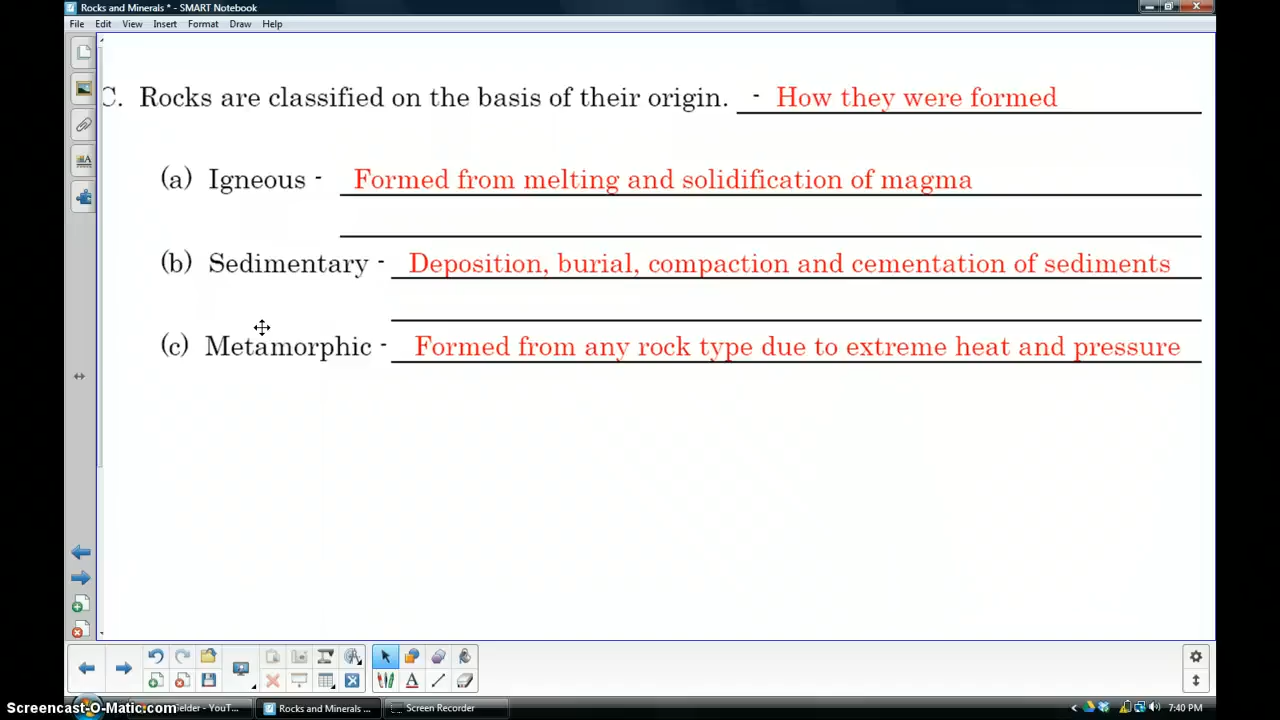 Rocks and Minerals * - SMART Notebook
File Edit View Insert Format Draw Help
C. Rocks are classified on the basis of their origin. - How they were formed
(a) Igneous - Formed from melting and solidification of magma
(b) Sedimentary - Deposition, burial, compaction and cementation of sediments
(c) Metamorphic - Formed from any rock type due to extreme heat and pressure
Screencast-O-Matic.com
Rocks and Minerals ...
Screen Recorder
7:40 PM